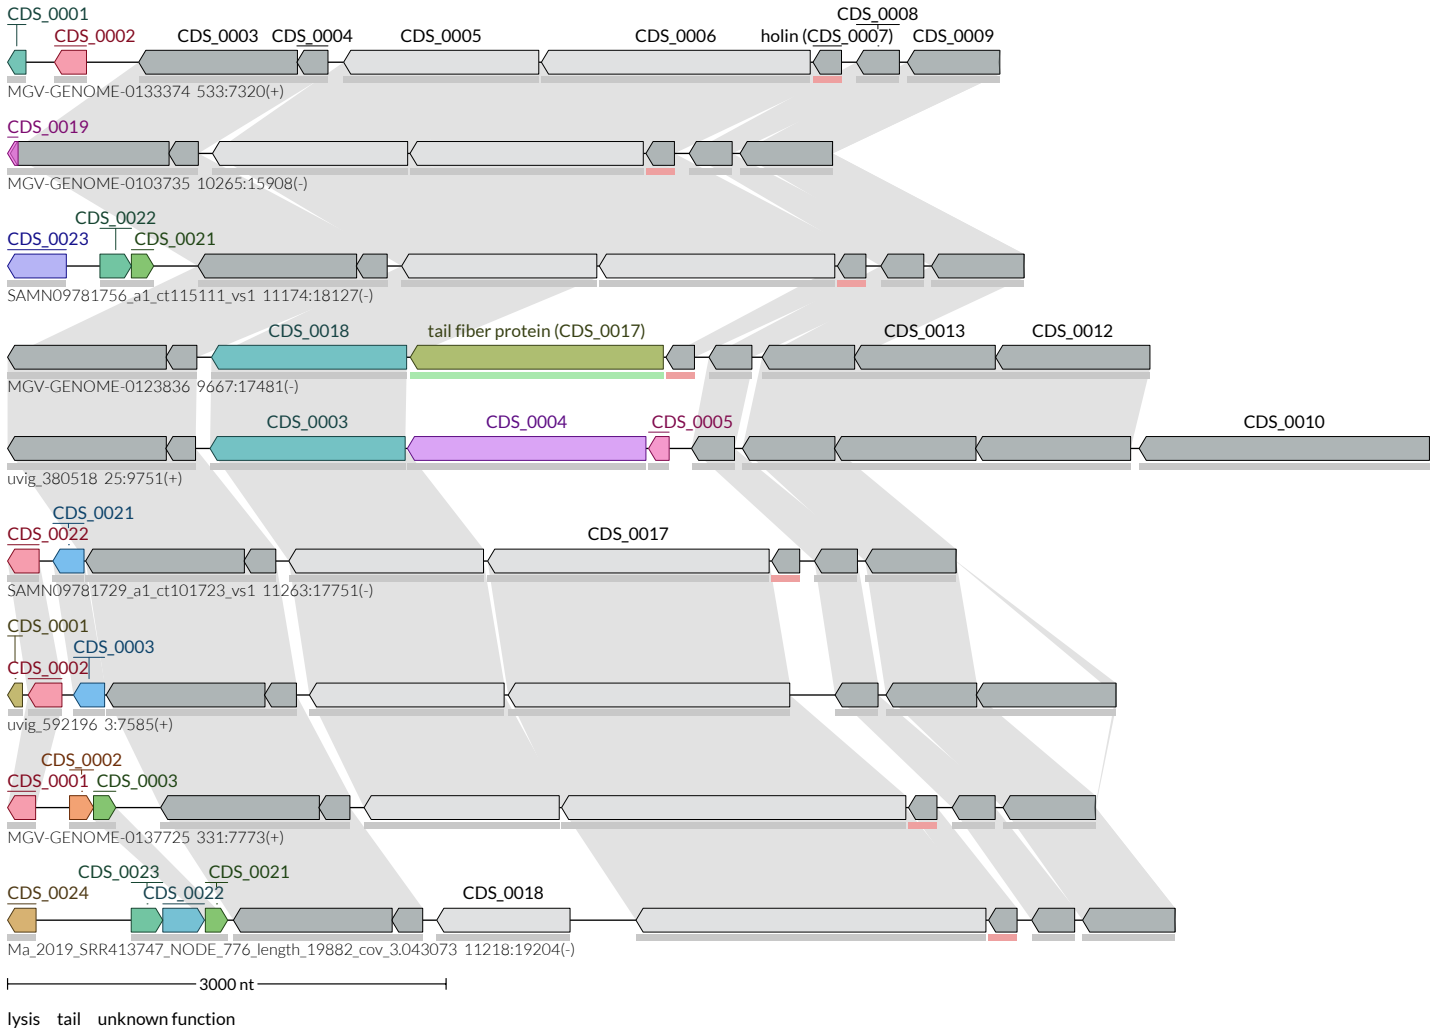 CDS_0001
CDS_0008
CDS_0002 CDS_0003 CDS_0004 CDS_0005 CDS_0006 holin (CDS_0007) CDS_0009
MGV-GENOME-0133374 533:7320(+)
CDS_0019
MGV-GENOME-0103735 10265:15908(-)
CDS_0022
CDS_0023 CDS_0021
SAMN09781756_a1_ct115111_vs1 11174:18127(-)
CDS_0018 tail fiber protein (CDS_0017) CDS_0013 CDS_0012
MGV-GENOME-0123836 9667:17481(-)
CDS_0003 CDS_0004 CDS_0005 CDS_0010
uvig_380518 25:9751(+)
CDS_0021
CDS_0022 CDS_0017
SAMN09781729_a1_ct101723_vs1 11263:17751(-)
CDS_0001
CDS_0003
CDS_0002
uvig_592196 3:7585(+)
CDS_0002
CDS_0001 CDS_0003
MGV-GENOME-0137725 331:7773(+)
CDS_0023 CDS_0021
CDS_0024 CDS_0022 CDS_0018
Ma_2019_SRR413747_NODE_776_length_19882_cov_3.043073 11218:19204(-)
3000 nt
lysis tail unknown function